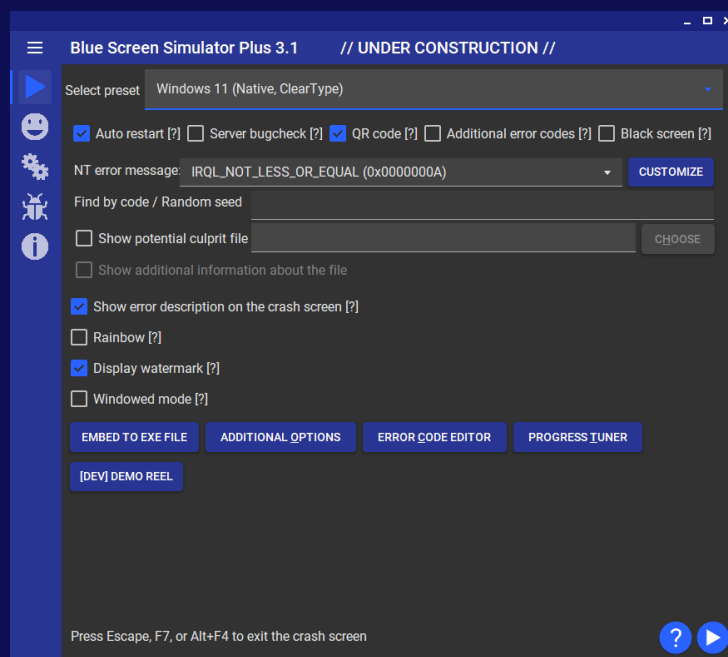 Blue Screen Simulator Plus 3.1 // UNDER CONSTRUCTION //
Select preset Windows 11 (Native, ClearType)
Auto restart [?] Server bugcheck [?] QR code [?] Additional error codes [?] Black screen [?]
NT error message: IRQL_NOT_LESS_OR_EQUAL (0x0000000A) CUSTOMIZE
Find by code / Random seed
Show potential culprit file CHOOSE
Show additional information about the file
Show error description on the crash screen [?]
Rainbow [?]
Display watermark [?]
Windowed mode [?]
EMBED TO EXE FILE ADDITIONAL OPTIONS ERROR CODE EDITOR PROGRESS TUNER
[DEV] DEMO REEL
Press Escape, F7, or Alt+F4 to exit the crash screen ?